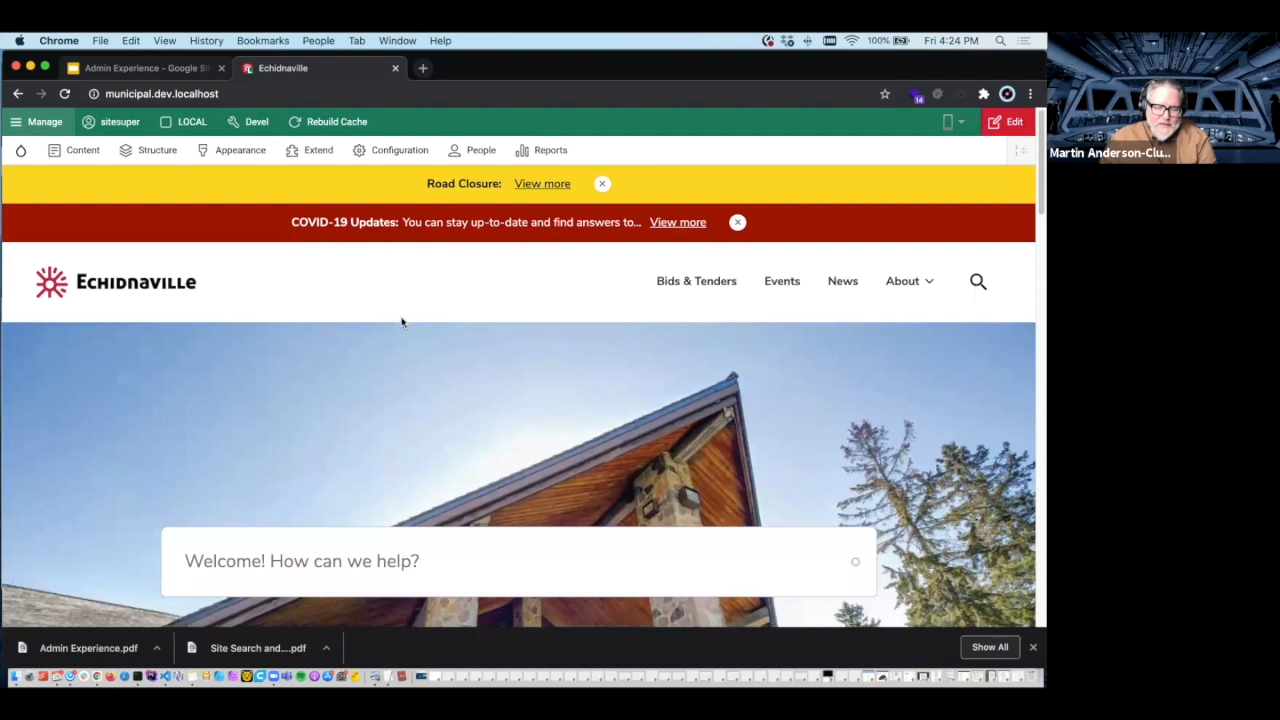 Chrome File Edit View History Bookmarks People Tab Window Help 100% Fri 4:24 PM
Admin Experience - Google Sli Echidnaville
municipal.dev.localhost
14
Manage sitesuper LOCAL Devel Rebuild Cache Edit
Content Structure Appearance Extend Configuration People Reports
Martin Anderson-Clu...
Road Closure: View more
COVID-19 Updates: You can stay up-to-date and find answers to... View more
Echidnaville
Bids & Tenders Events News About
Welcome! How can we help?
Admin Experience.pdf Site Search and....pdf Show All